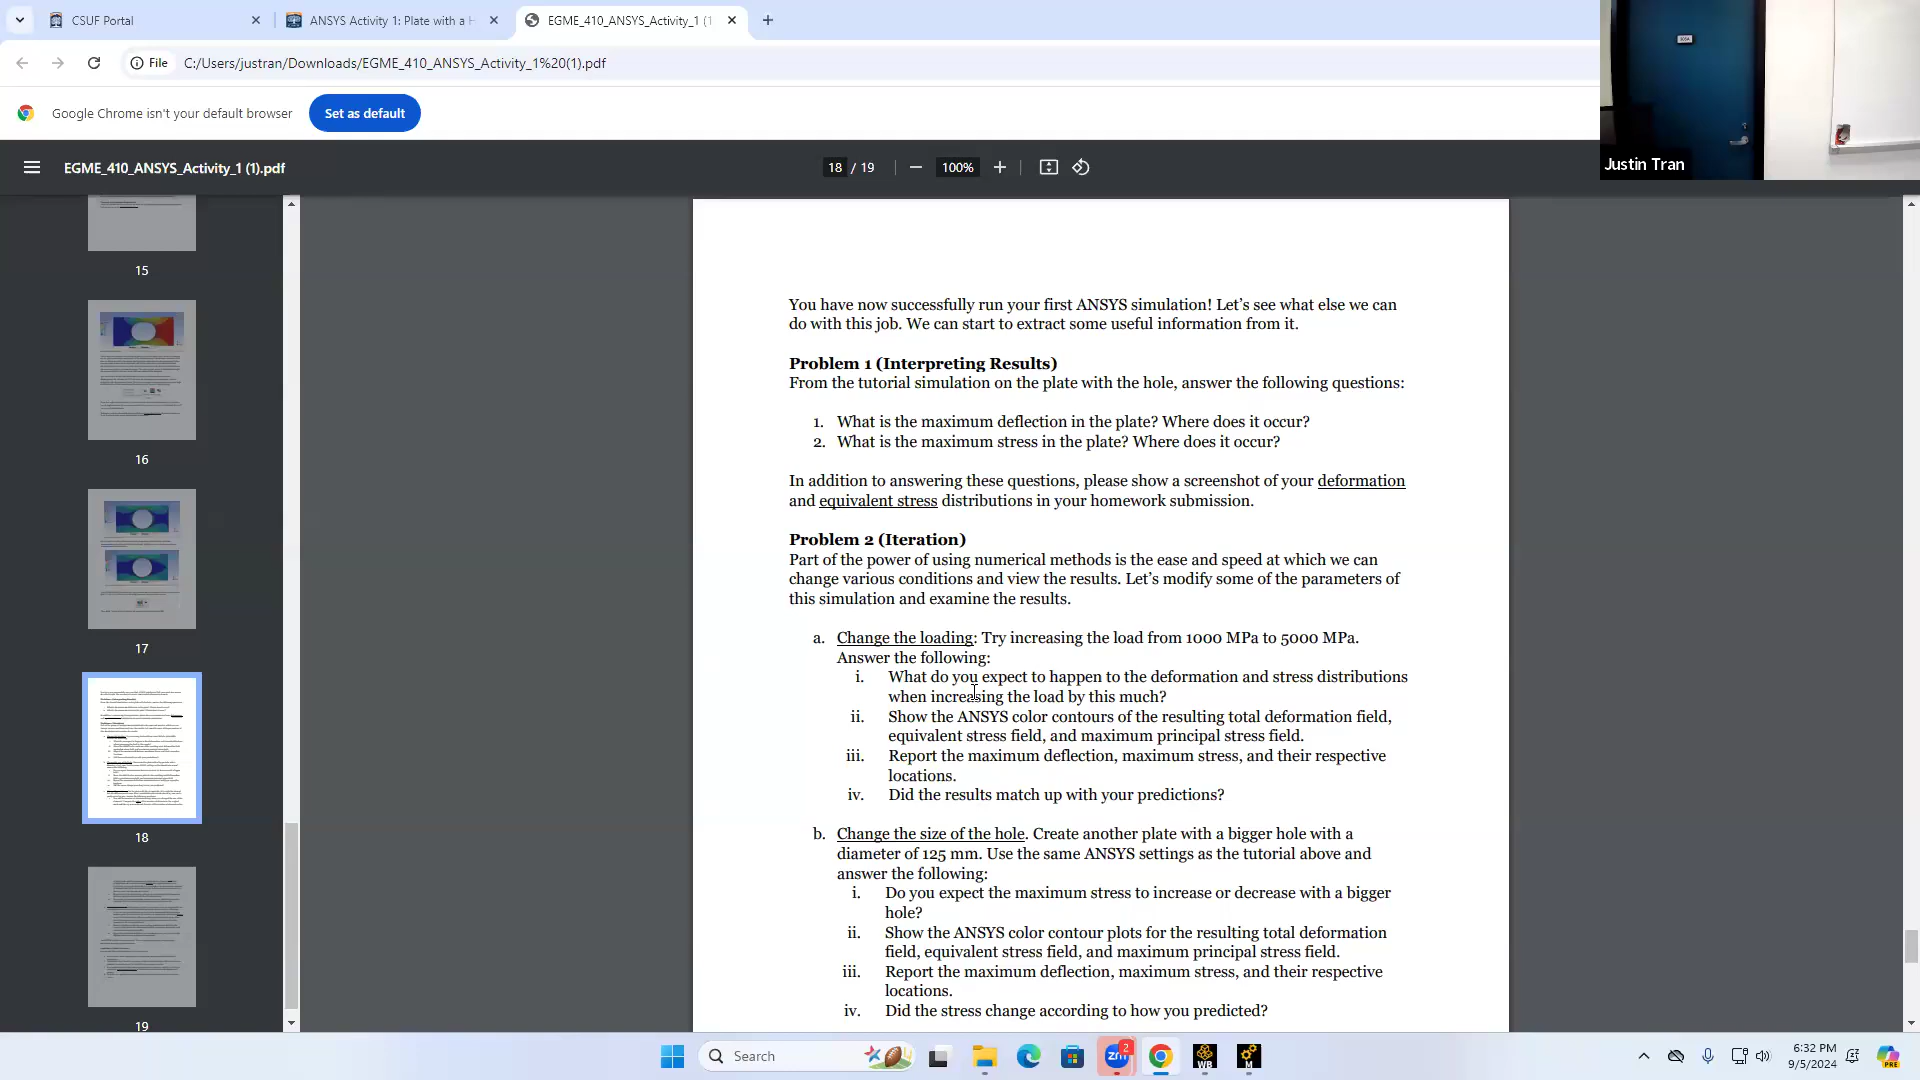 CSUF Portal
ANSYS Activity 1: Plate with a H
EGME_410_ANSYS_Activity_1 (1
File
C:/Users/justran/Downloads/EGME_410_ANSYS_Activity_1%20(1).pdf
Google Chrome isn't your default browser
Set as default
EGME_410_ANSYS_Activity_1 (1).pdf
18 / 19
100%
Justin Tran
15
16
17
18
19
You have now successfully run your first ANSYS simulation! Let's see what else we can
do with this job. We can start to extract some useful information from it.
Problem 1 (Interpreting Results)
From the tutorial simulation on the plate with the hole, answer the following questions:
1. What is the maximum deflection in the plate? Where does it occur?
2. What is the maximum stress in the plate? Where does it occur?
In addition to answering these questions, please show a screenshot of your deformation
and equivalent stress distributions in your homework submission.
Problem 2 (Iteration)
Part of the power of using numerical methods is the ease and speed at which we can
change various conditions and view the results. Let's modify some of the parameters of
this simulation and examine the results.
a. Change the loading: Try increasing the load from 1000 MPa to 5000 MPa.
Answer the following:
i. What do you expect to happen to the deformation and stress distributions
when increasing the load by this much?
ii. Show the ANSYS color contours of the resulting total deformation field,
equivalent stress field, and maximum principal stress field.
iii. Report the maximum deflection, maximum stress, and their respective
locations.
iv. Did the results match up with your predictions?
b. Change the size of the hole. Create another plate with a bigger hole with a
diameter of 125 mm. Use the same ANSYS settings as the tutorial above and
answer the following:
i. Do you expect the maximum stress to increase or decrease with a bigger
hole?
ii. Show the ANSYS color contour plots for the resulting total deformation
field, equivalent stress field, and maximum principal stress field.
iii. Report the maximum deflection, maximum stress, and their respective
locations.
iv. Did the stress change according to how you predicted?
Search
zm
2
WB
M
6:32 PM
9/5/2024
PRE